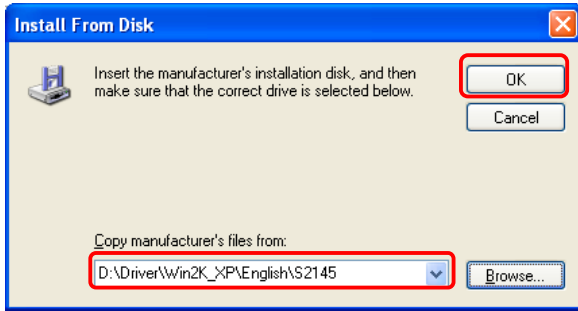 Install From Disk
Insert the manufacturer's installation disk, and then
make sure that the correct drive is selected below.
OK
Cancel
Copy manufacturer's files from:
D:\Driver\Win2K_XP\English\S2145
Browse...